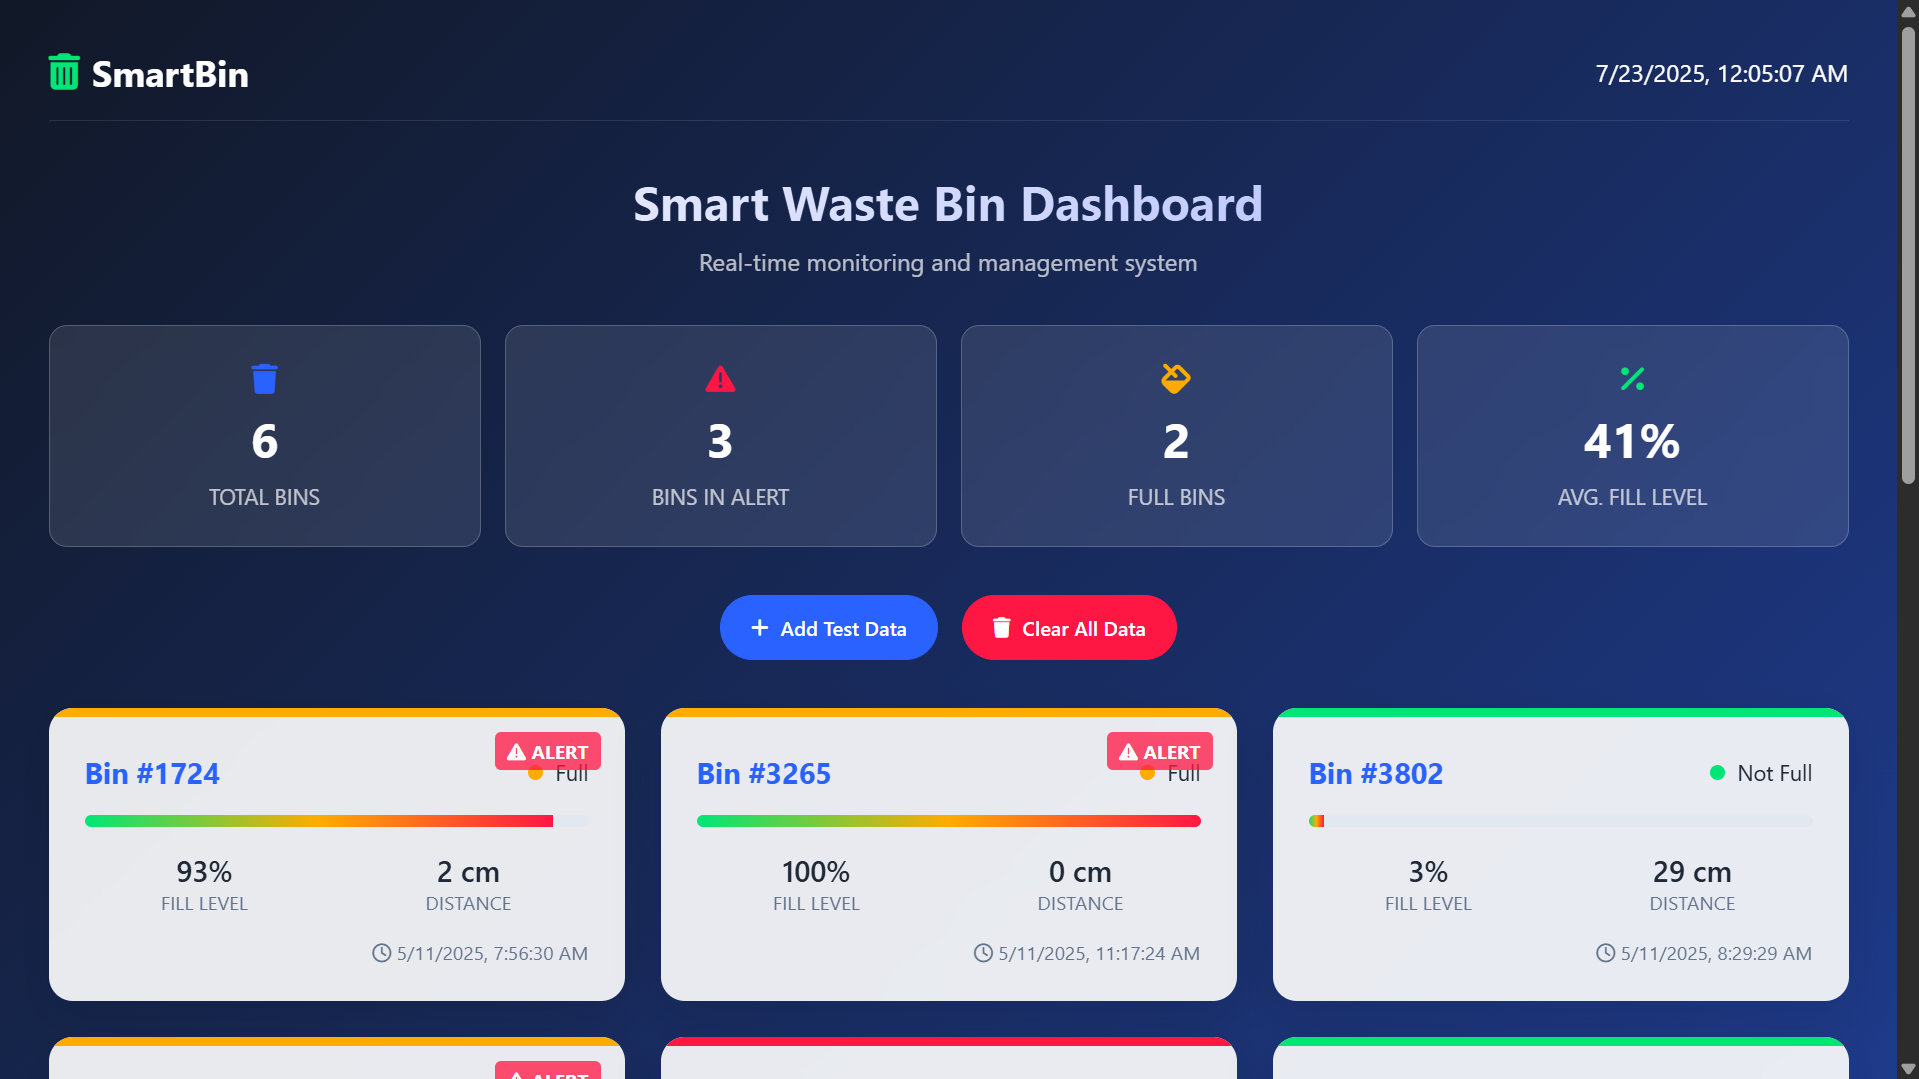 SmartBin
7/23/2025, 12:05:07 AM
Smart Waste Bin Dashboard
Real-time monitoring and management system
6
TOTAL BINS
3
BINS IN ALERT
2
FULL BINS
41%
AVG. FILL LEVEL
Add Test Data
Clear All Data
ALERT
Bin #1724
Full
93%
FILL LEVEL
2 cm
DISTANCE
5/11/2025, 7:56:30 AM
ALERT
Bin #3265
Full
100%
FILL LEVEL
0 cm
DISTANCE
5/11/2025, 11:17:24 AM
Bin #3802
Not Full
3%
FILL LEVEL
29 cm
DISTANCE
5/11/2025, 8:29:29 AM
ALERT